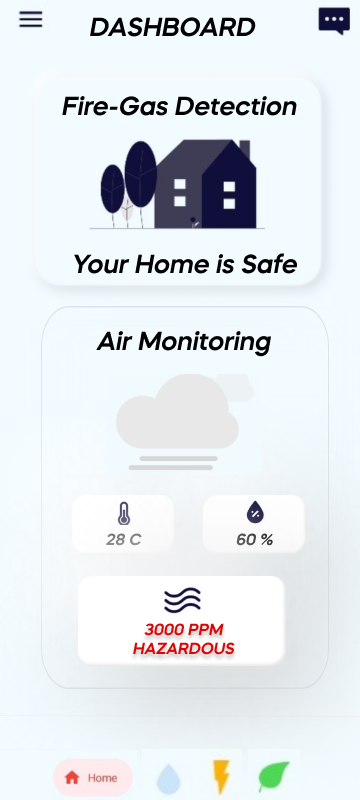 DASHBOARD
Fire-Gas Detection
Your Home is Safe
Air Monitoring
28 C
60 %
3000 PPM
HAZARDOUS
Home